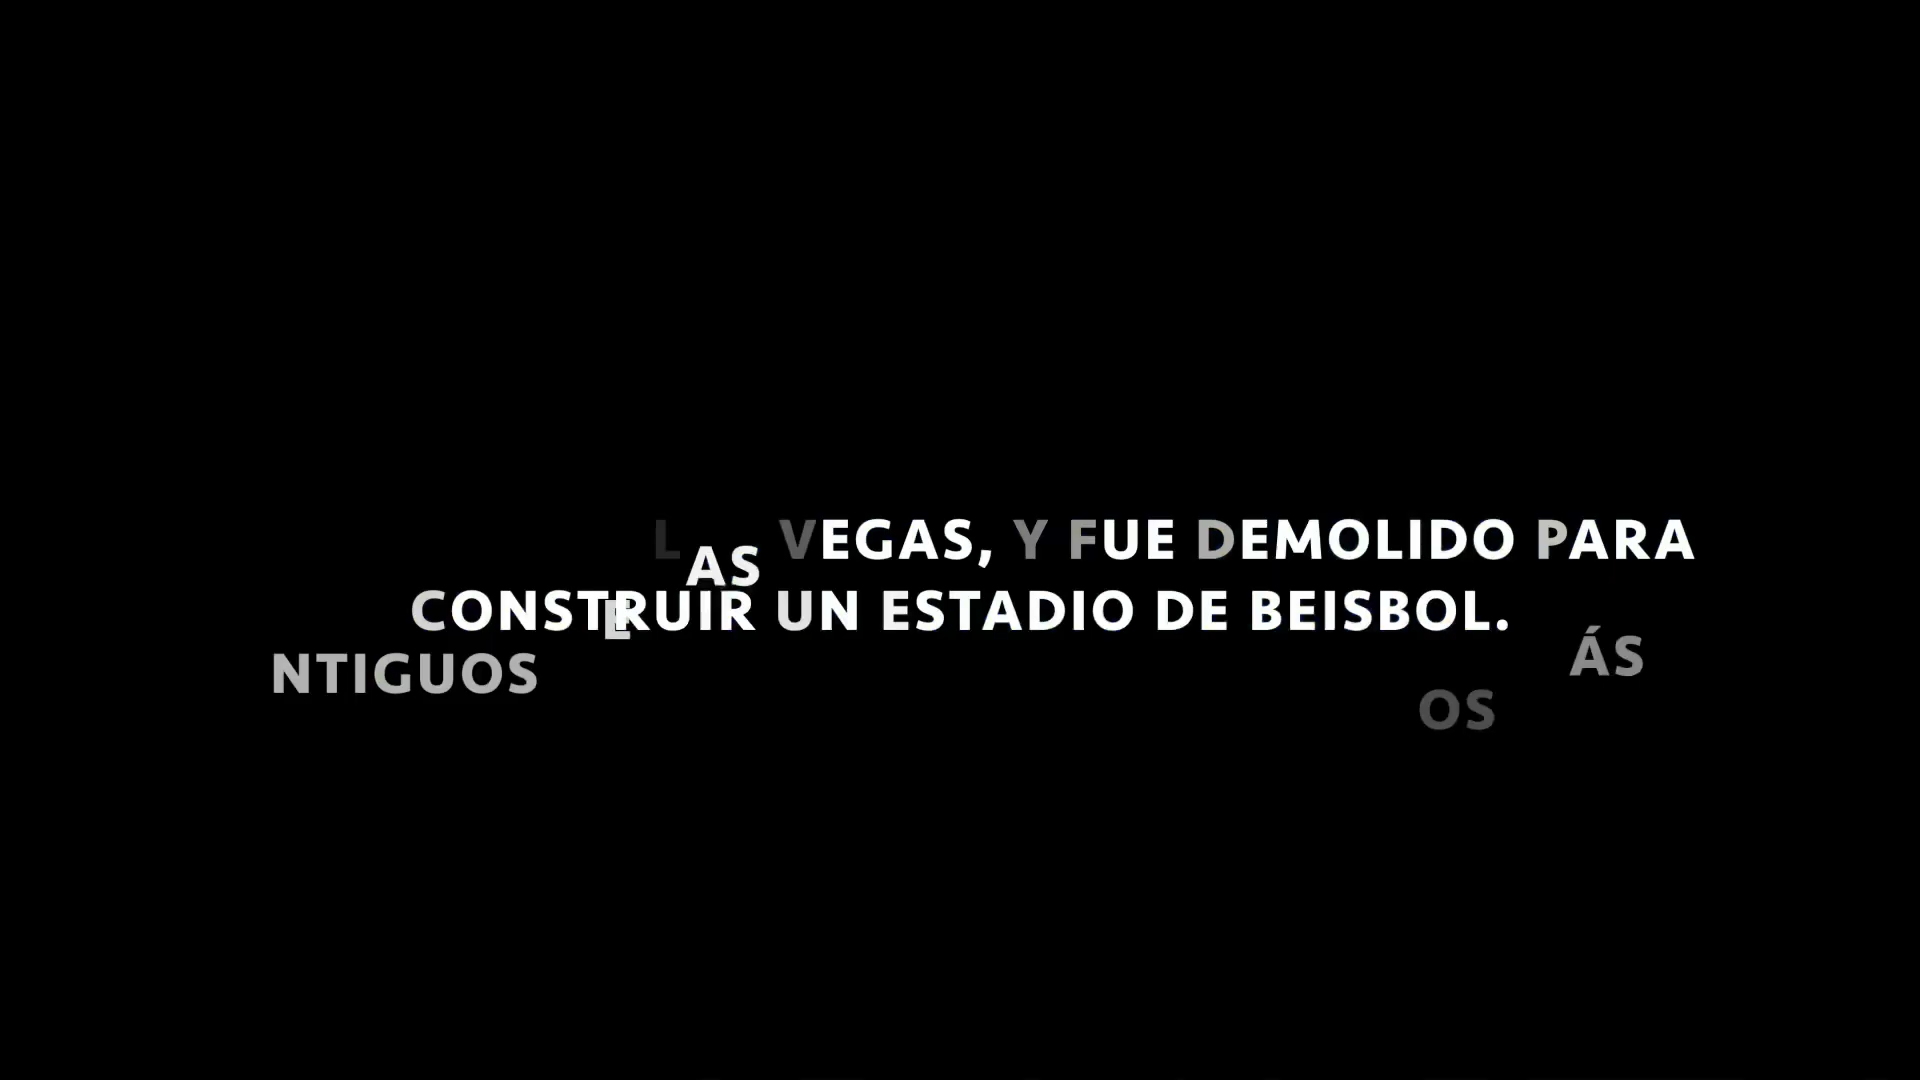 LAS VEGAS, Y FUE DEMOLIDO PARA
CONSTRUIR UN ESTADIO DE BEISBOL.
L
ÁS
NTIGUOS
OS